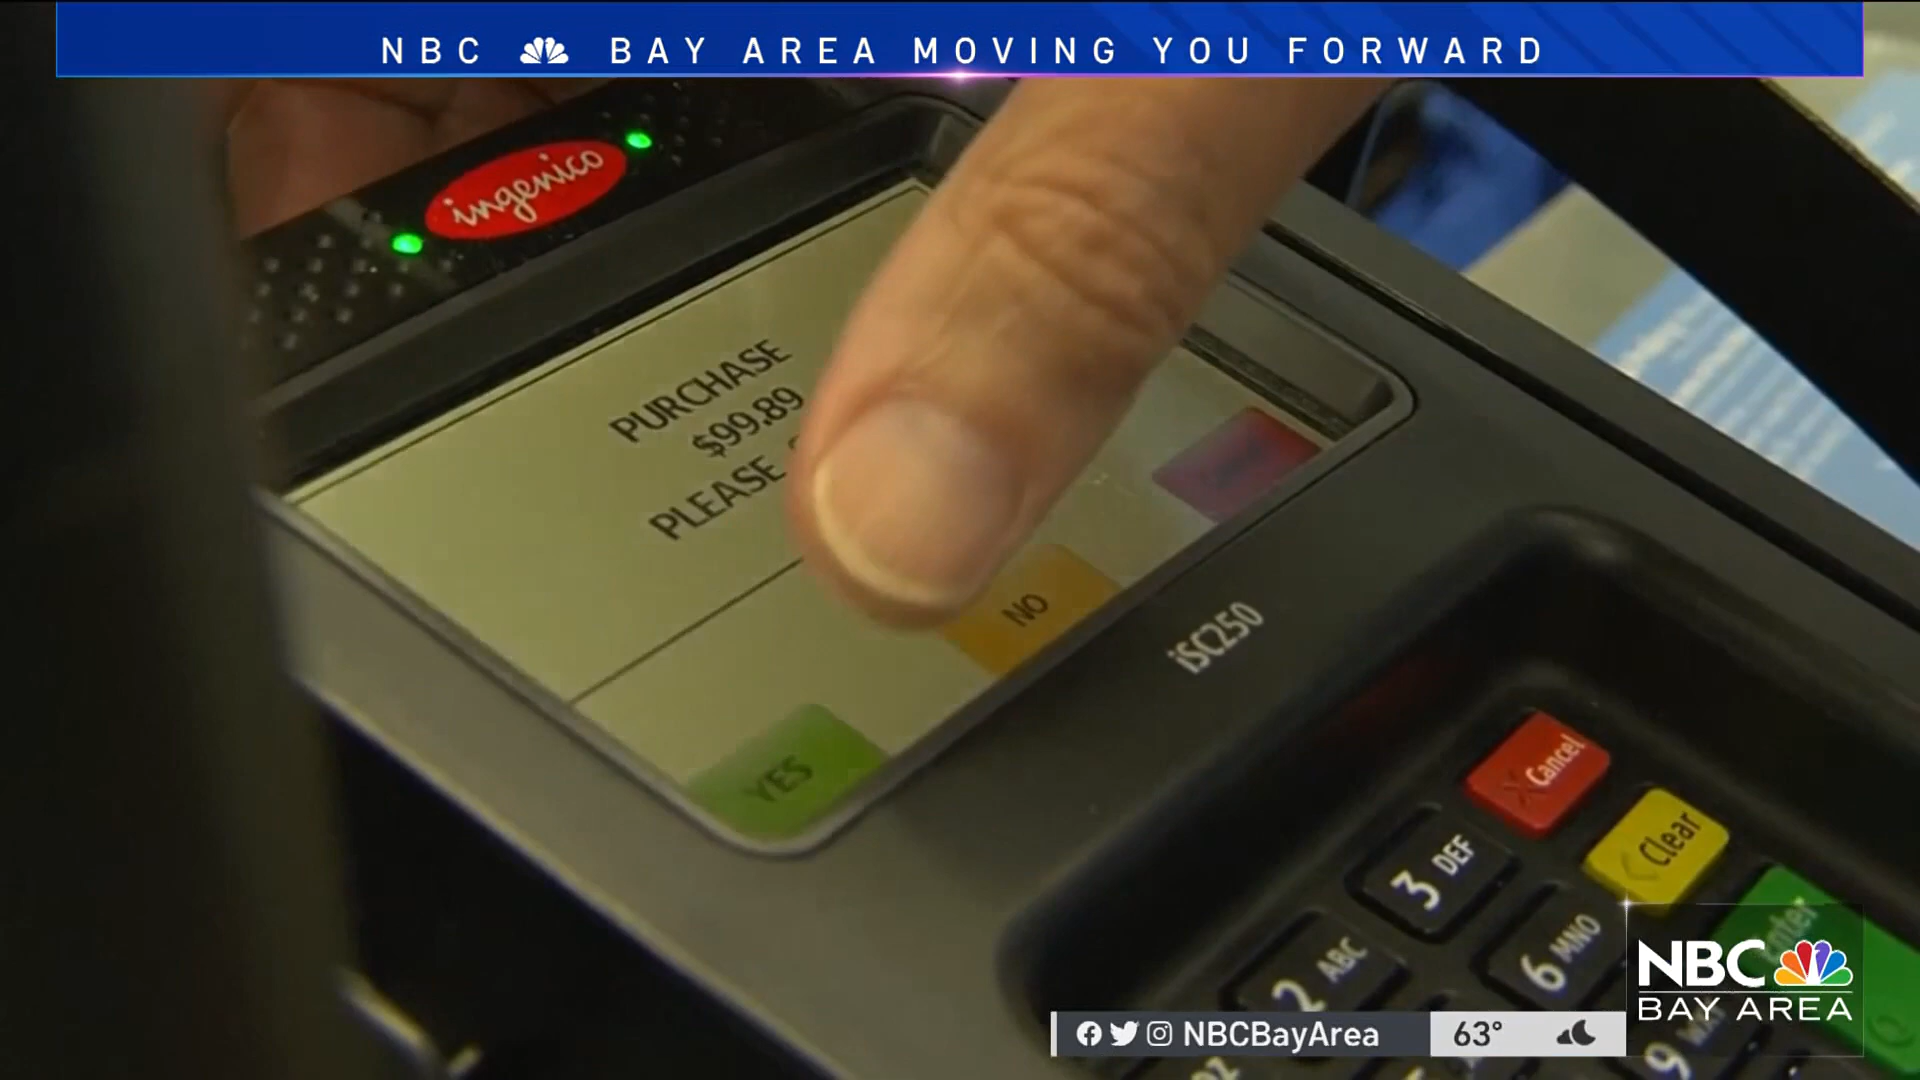 NBC BAY AREA MOVING YOU FORWARD
ingenico
PURCHASE
$99.89
PLEASE
NO
YES
iSC250
Cancel
Clear
3 DEF
2 ABC
6 MNO
9
NBC
BAY AREA
NBCBayArea
63°